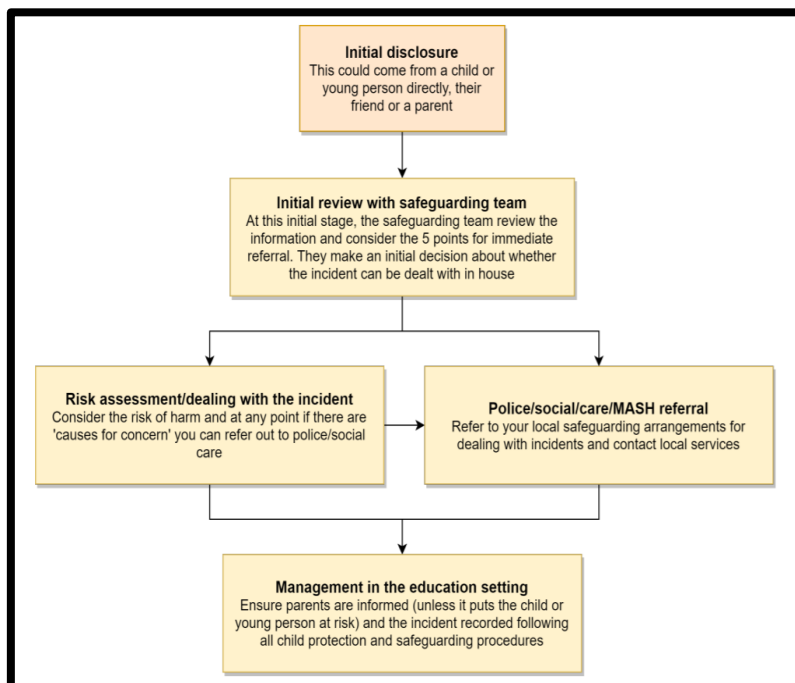 Initial disclosure
This could come from a child or
young person directly, their
friend or a parent
Initial review with safeguarding team
At this initial stage, the safeguarding team review the
information and consider the 5 points for immediate
referral. They make an initial decision about whether
the incident can be dealt with in house
Risk assessment/dealing with the incident
Consider the risk of harm and at any point if there are
'causes for concern' you can refer out to police/social
care
Police/social/care/MASH referral
Refer to your local safeguarding arrangements for
dealing with incidents and contact local services
Management in the education setting
Ensure parents are informed (unless it puts the child or
young person at risk) and the incident recorded following
all child protection and safeguarding procedures